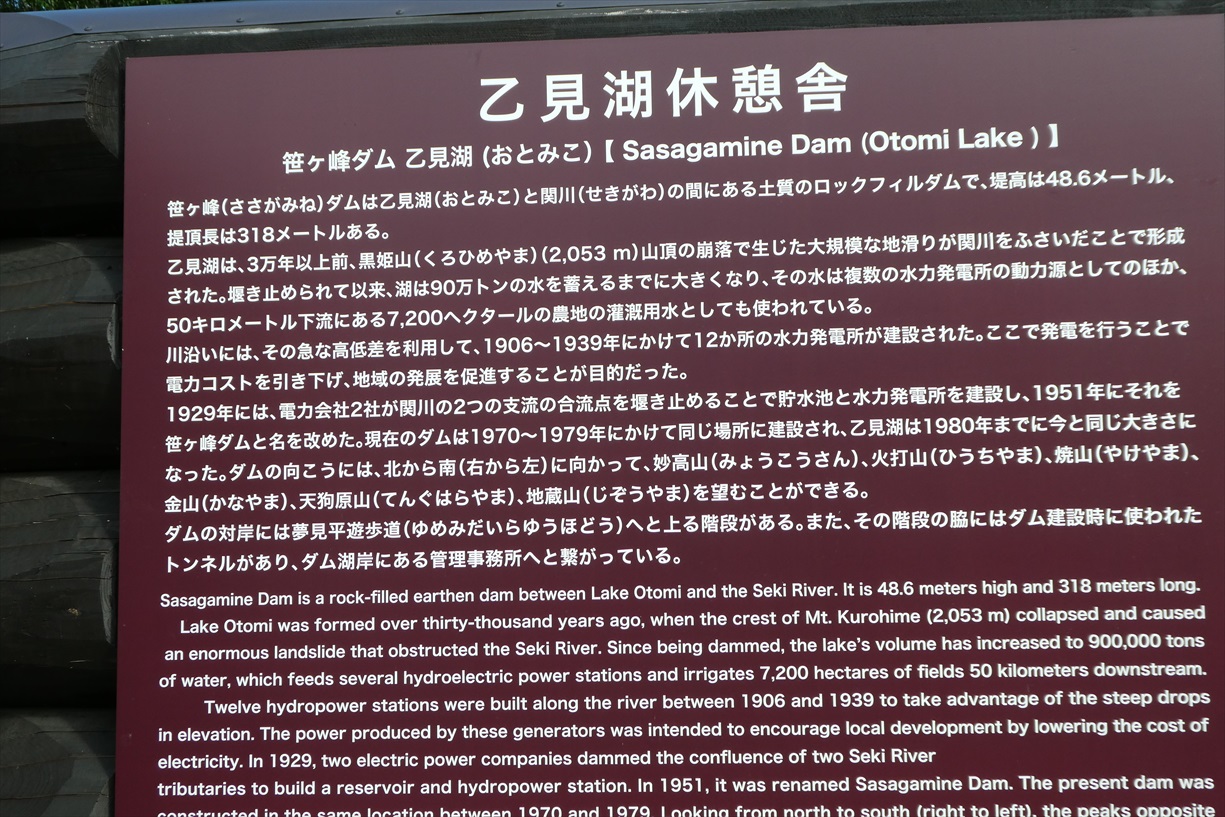 乙見湖休憩舎
笹ヶ峰ダム 乙見湖 (おとみこ)【 Sasagamine Dam (Otomi Lake ) 】
笹ヶ峰(ささがみね)ダムは乙見湖(おとみこ)と関川(せきがわ)の間にある土質のロックフィルダムで、堤高は48.6メートル、
提頂長は318メートルある。
乙見湖は、3万年以上前、黒姫山(くろひめやま)(2,053 m)山頂の崩落で生じた大規模な地滑りが関川をふさいだことで形成
された。堰き止められて以来、湖は90万トンの水を蓄えるまでに大きくなり、その水は複数の水力発電所の動力源としてのほか、
50キロメートル下流にある7,200ヘクタールの農地の灌漑用水としても使われている。
川沿いには、その急な高低差を利用して、1906〜1939年にかけて12か所の水力発電所が建設された。ここで発電を行うことで
電力コストを引き下げ、地域の発展を促進することが目的だった。
1929年には、電力会社2社が関川の2つの支流の合流点を堰き止めることで貯水池と水力発電所を建設し、1951年にそれを
笹ヶ峰ダムと名を改めた。現在のダムは1970〜1979年にかけて同じ場所に建設され、乙見湖は1980年までに今と同じ大きさに
なった。ダムの向こうには、北から南(右から左)に向かって、妙高山(みょうこうさん)、火打山(ひうちやま)、焼山(やけやま)、
金山(かなやま)、天狗原山(てんぐはらやま)、地蔵山(じぞうやま)を望むことができる。
ダムの対岸には夢見平遊歩道(ゆめみだいらゆうほどう)へと上る階段がある。また、その階段の脇にはダム建設時に使われた
トンネルがあり、ダム湖岸にある管理事務所へと繋がっている。
Sasagamine Dam is a rock-filled earthen dam between Lake Otomi and the Seki River. It is 48.6 meters high and 318 meters long.
Lake Otomi was formed over thirty-thousand years ago, when the crest of Mt. Kurohime (2,053 m) collapsed and caused
an enormous landslide that obstructed the Seki River. Since being dammed, the lake's volume has increased to 900,000 tons
of water, which feeds several hydroelectric power stations and irrigates 7,200 hectares of fields 50 kilometers downstream.
Twelve hydropower stations were built along the river between 1906 and 1939 to take advantage of the steep drops
in elevation. The power produced by these generators was intended to encourage local development by lowering the cost of
electricity. In 1929, two electric power companies dammed the confluence of two Seki River
tributaries to build a reservoir and hydropower station. In 1951, it was renamed Sasagamine Dam. The present dam was
constructed in the same location between 1970 and 1979. Looking from north to south (right to left), the peaks opposite